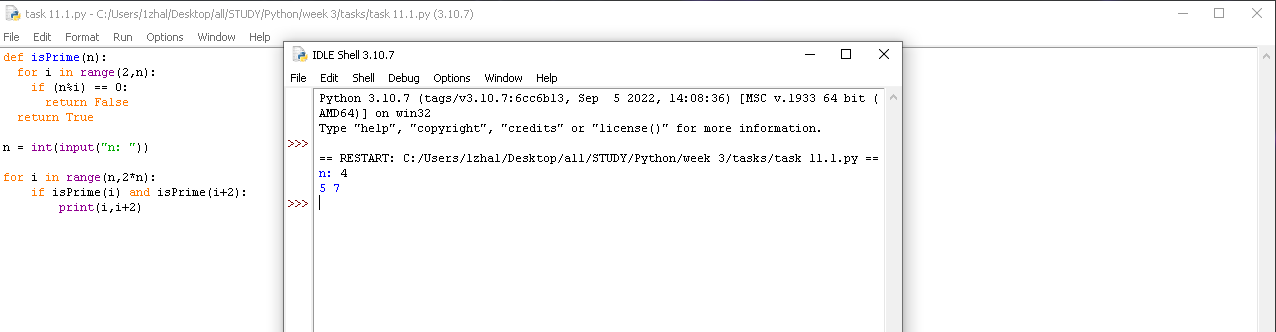 task 11.1.py - C:/Users/1zhal/Desktop/all/STUDY/Python/week 3/tasks/task 11.1.py (3.10.7)
File Edit Format Run Options Window Help
def isPrime(n):
  for i in range(2,n):
    if (n%i) == 0:
      return False
  return True
n = int(input("n: "))
for i in range(n,2*n):
    if isPrime(i) and isPrime(i+2):
        print(i,i+2)
IDLE Shell 3.10.7
File Edit Shell Debug Options Window Help
Python 3.10.7 (tags/v3.10.7:6cc6b13, Sep  5 2022, 14:08:36) [MSC v.1933 64 bit (
AMD64)] on win32
Type "help", "copyright", "credits" or "license()" for more information.
>>>
== RESTART: C:/Users/1zhal/Desktop/all/STUDY/Python/week 3/tasks/task 11.1.py ==
n: 4
5 7
>>>